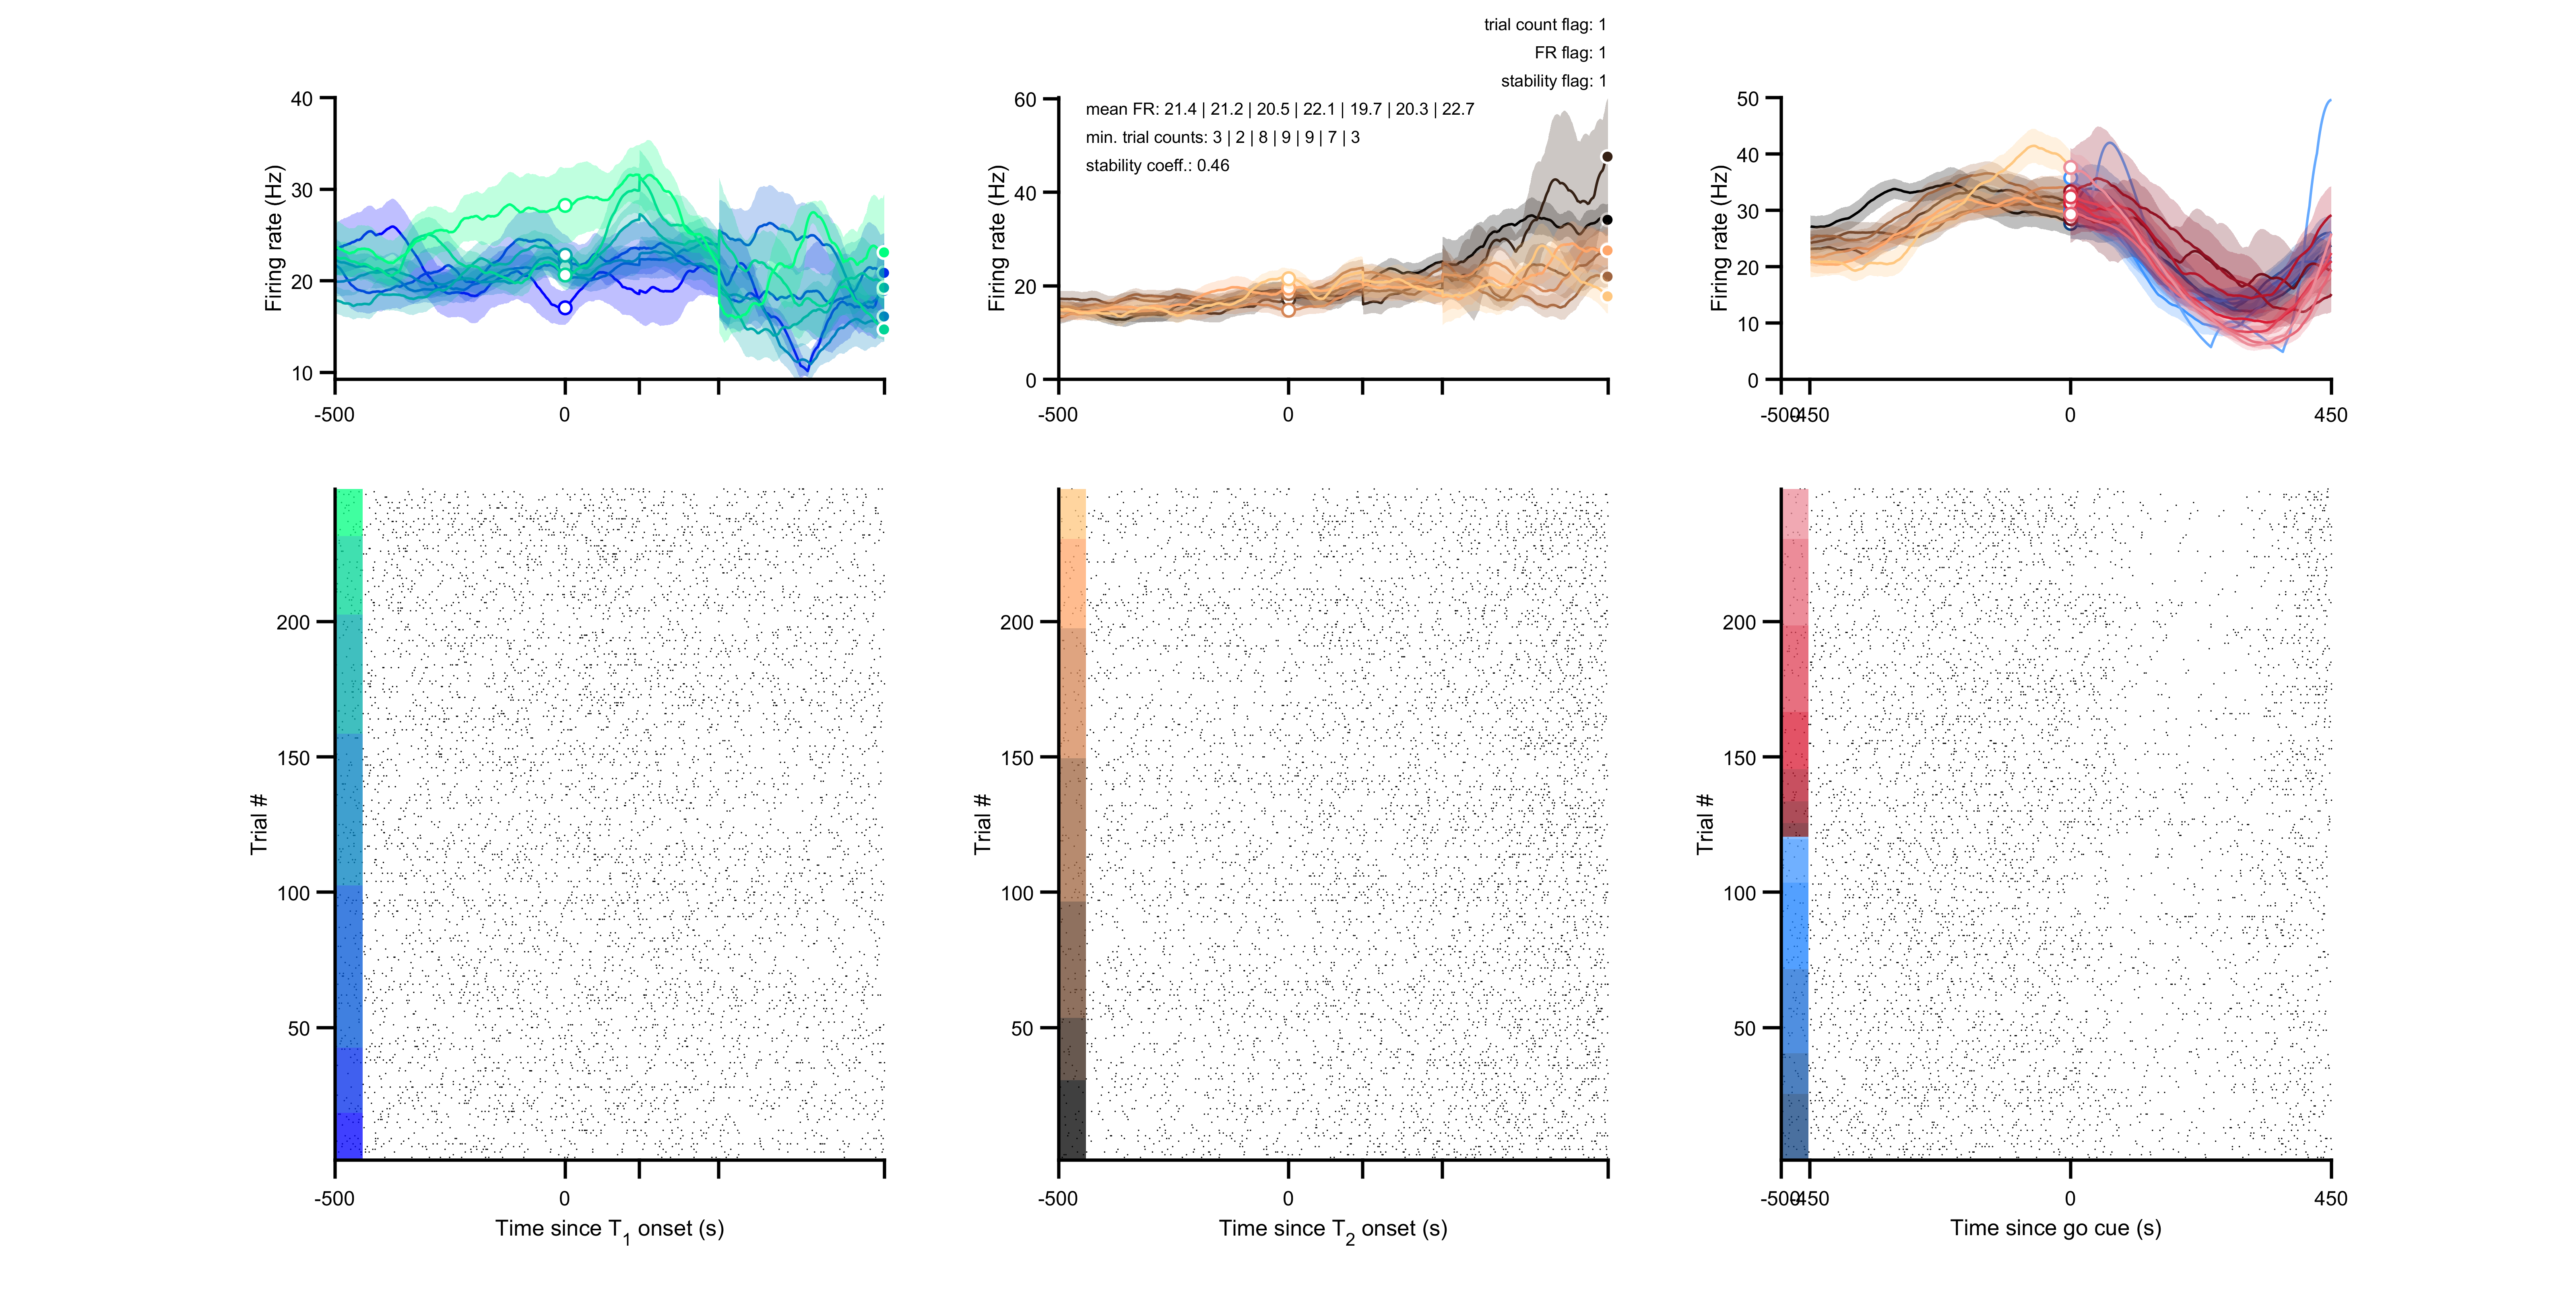 trial count flag: 1
FR flag: 1
stability flag: 1
mean FR: 21.4 | 21.2 | 20.5 | 22.1 | 19.7 | 20.3 | 22.7
min. trial counts: 3 | 2 | 8 | 9 | 9 | 7 | 3
stability coeff.: 0.46
Firing rate (Hz)
40
30
20
10
-500
0
Firing rate (Hz)
60
40
20
0
-500
0
Firing rate (Hz)
50
40
30
20
10
0
-500
-450
0
450
Trial #
200
150
100
50
-500
0
Time since T1 onset (s)
Trial #
200
150
100
50
-500
0
Time since T2 onset (s)
Trial #
200
150
100
50
-500
-450
0
450
Time since go cue (s)